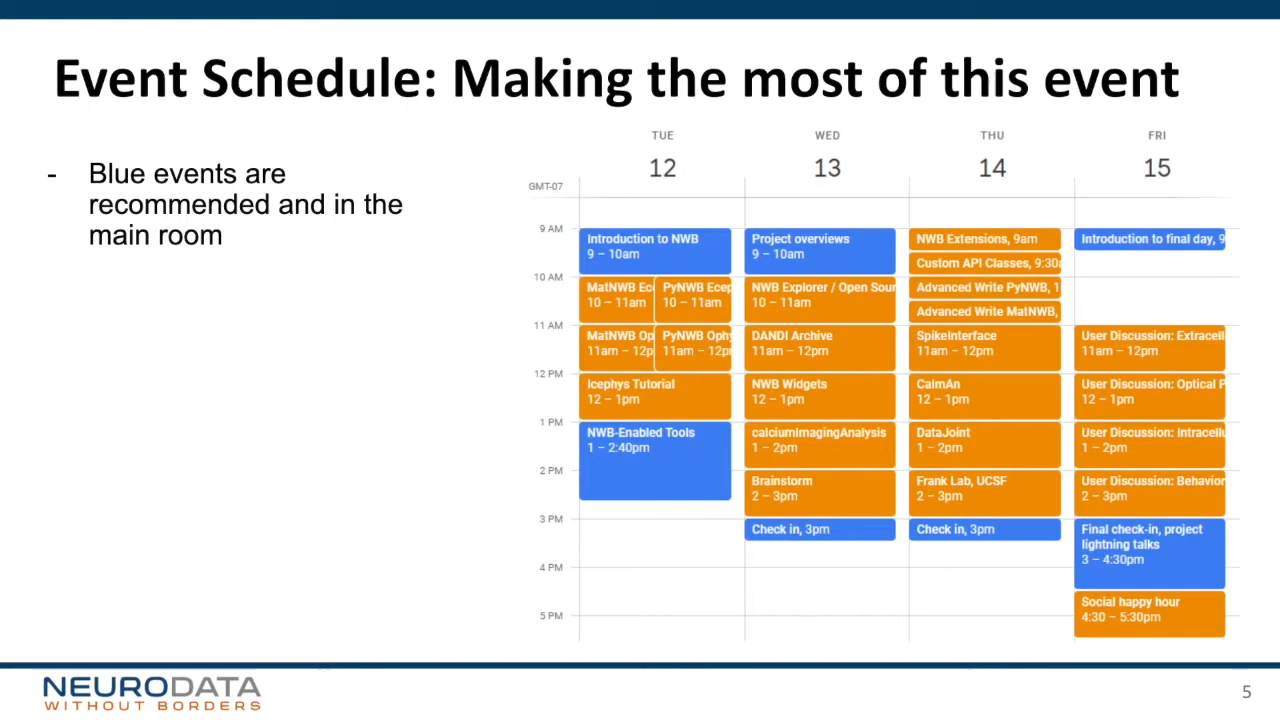 Event Schedule: Making the most of this event
- Blue events are
recommended and in the
main room
TUE
12
WED
13
THU
14
FRI
15
GMT-07
9 AM
10 AM
11 AM
12 PM
1 PM
2 PM
3 PM
4 PM
5 PM
Introduction to NWB
9 – 10am
MatNWB Ec
10 – 11am
PyNWB Ecep
10 – 11am
MatNWB Op
11am – 12p
PyNWB Oph
11am – 12p
Icephys Tutorial
12 – 1pm
NWB-Enabled Tools
1 – 2:40pm
Project overviews
9 – 10am
NWB Explorer / Open Sour
10 – 11am
DANDI Archive
11am – 12pm
NWB Widgets
12 – 1pm
calciumImagingAnalysis
1 – 2pm
Brainstorm
2 – 3pm
Check in, 3pm
NWB Extensions, 9am
Custom API Classes, 9:30a
Advanced Write PyNWB, 1
Advanced Write MatNWB,
SpikeInterface
11am – 12pm
CaImAn
12 – 1pm
DataJoint
1 – 2pm
Frank Lab, UCSF
2 – 3pm
Check in, 3pm
Introduction to final day, 9
User Discussion: Extracell
11am – 12pm
User Discussion: Optical P
12 – 1pm
User Discussion: Intracellu
1 – 2pm
User Discussion: Behavior
2 – 3pm
Final check-in, project
lightning talks
3 – 4:30pm
Social happy hour
4:30 – 5:30pm
NEURODATA
WITHOUT BORDERS
5